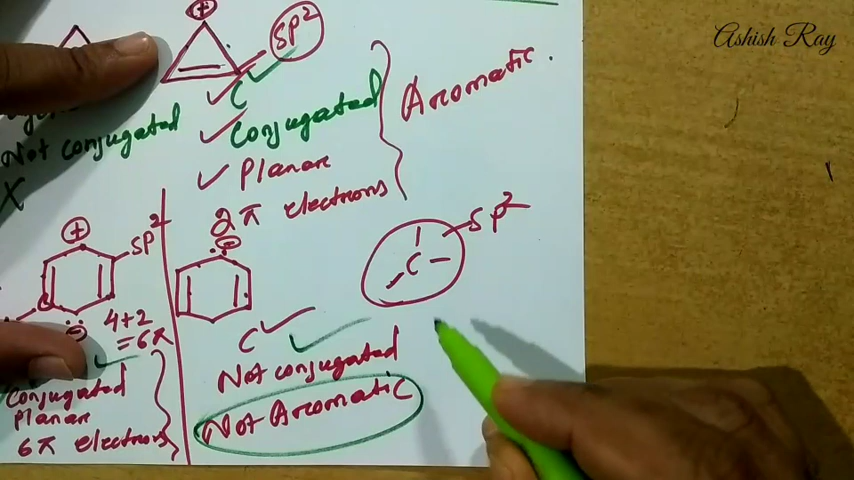 Ashish Ray
⊕
SP²
C
Conjugated
Planar
2π electrons
Aromatic.
Not conjugated
X
⊕
SP²
4+2
= 6π
Conjugated
Planar
6π electrons
C
SP²
C
Not conjugated
Not Aromatic